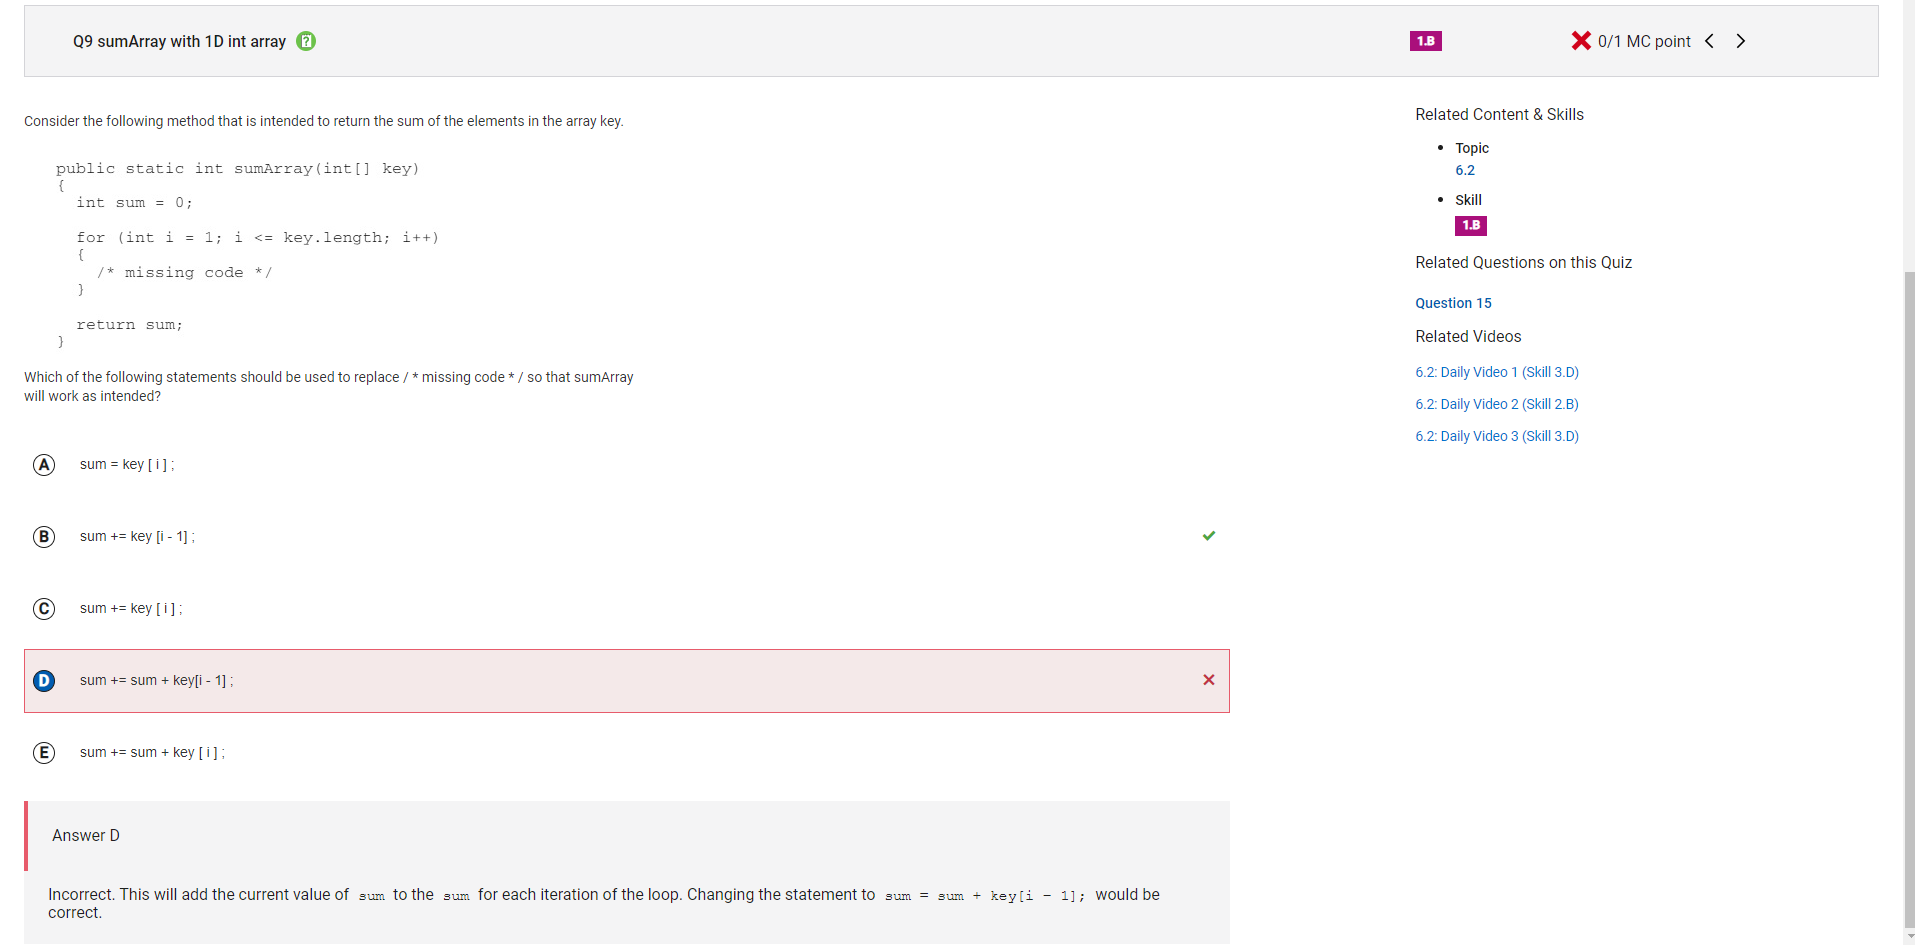 Q9 sumArray with 1D int array ?
1.B
0/1 MC point
Consider the following method that is intended to return the sum of the elements in the array key.
public static int sumArray(int[] key)
{
int sum = 0;
for (int i = 1; i <= key.length; i++)
{
/* missing code */
}
return sum;
}
Which of the following statements should be used to replace / * missing code * / so that sumArray
will work as intended?
A sum = key [ i ] ;
B sum += key [i - 1] ;
C sum += key [ i ] ;
D sum += sum + key[i - 1] ;
E sum += sum + key [ i ] ;
Answer D
Incorrect. This will add the current value of sum to the sum for each iteration of the loop. Changing the statement to sum = sum + key[i - 1]; would be
correct.
Related Content & Skills
• Topic
6.2
• Skill
1.B
Related Questions on this Quiz
Question 15
Related Videos
6.2: Daily Video 1 (Skill 3.D)
6.2: Daily Video 2 (Skill 2.B)
6.2: Daily Video 3 (Skill 3.D)